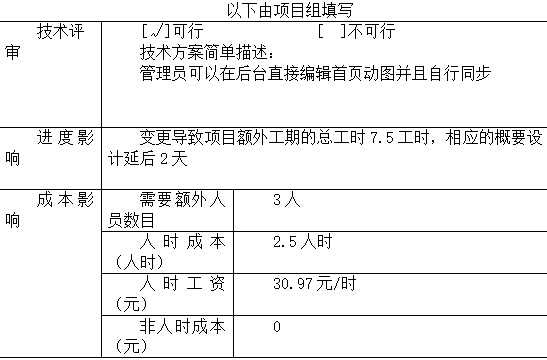 以下由项目组填写
技术评
审
[√]可行 [ ]不可行
技术方案简单描述：
管理员可以在后台直接编辑首页动图并且自行同步
进度影
响
变更导致项目额外工期的总工时7.5工时，相应的概要设
计延后2天
成本影
响
需要额外人
员数目
3人
人时成本
（人时）
2.5人时
人时工资
（元）
30.97元/时
非人时成本
（元）
0